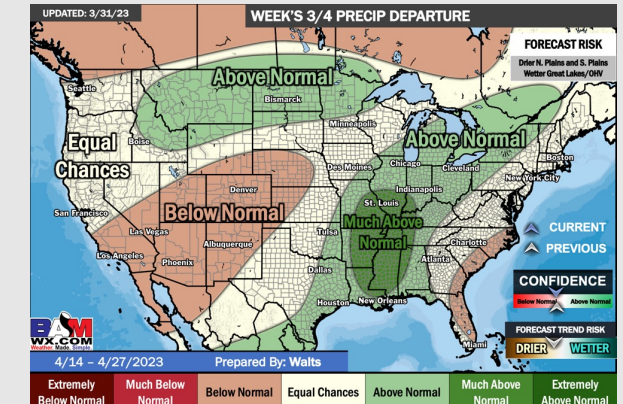 UPDATED: 3/31/23
WEEK'S 3/4 PRECIP DEPARTURE
FORECAST RISK
Drier N. Plains and S. Plains
Wetter Great Lakes/OHV
Above Normal
Seattle
Bismarck
Minneapolis
Equal
Chances
Boise
Above Normal
Boston
Chicago
Cleveland
Des Moines
New York City
Denver
Indianapolis
Below Normal
St. Louis
San Francisco
Much Above
Normal
Las Vegas
Tulsa
CURRENT
Albuquerque
Charlotte
PREVIOUS
Los Angeles
Phoenix
Atlanta
Dallas
CONFIDENCE
Below Normal
Above Normal
Houston
New Orleans
BAM
WX.COM
Weather. Made. Simple.
FORECAST TREND RISK
DRIER
WETTER
Miami
4/14 – 4/27/2023
Prepared By: Walts
Extremely
Below Normal
Much Below
Normal
Below Normal
Equal Chances
Above Normal
Much Above
Normal
Extremely
Above Normal